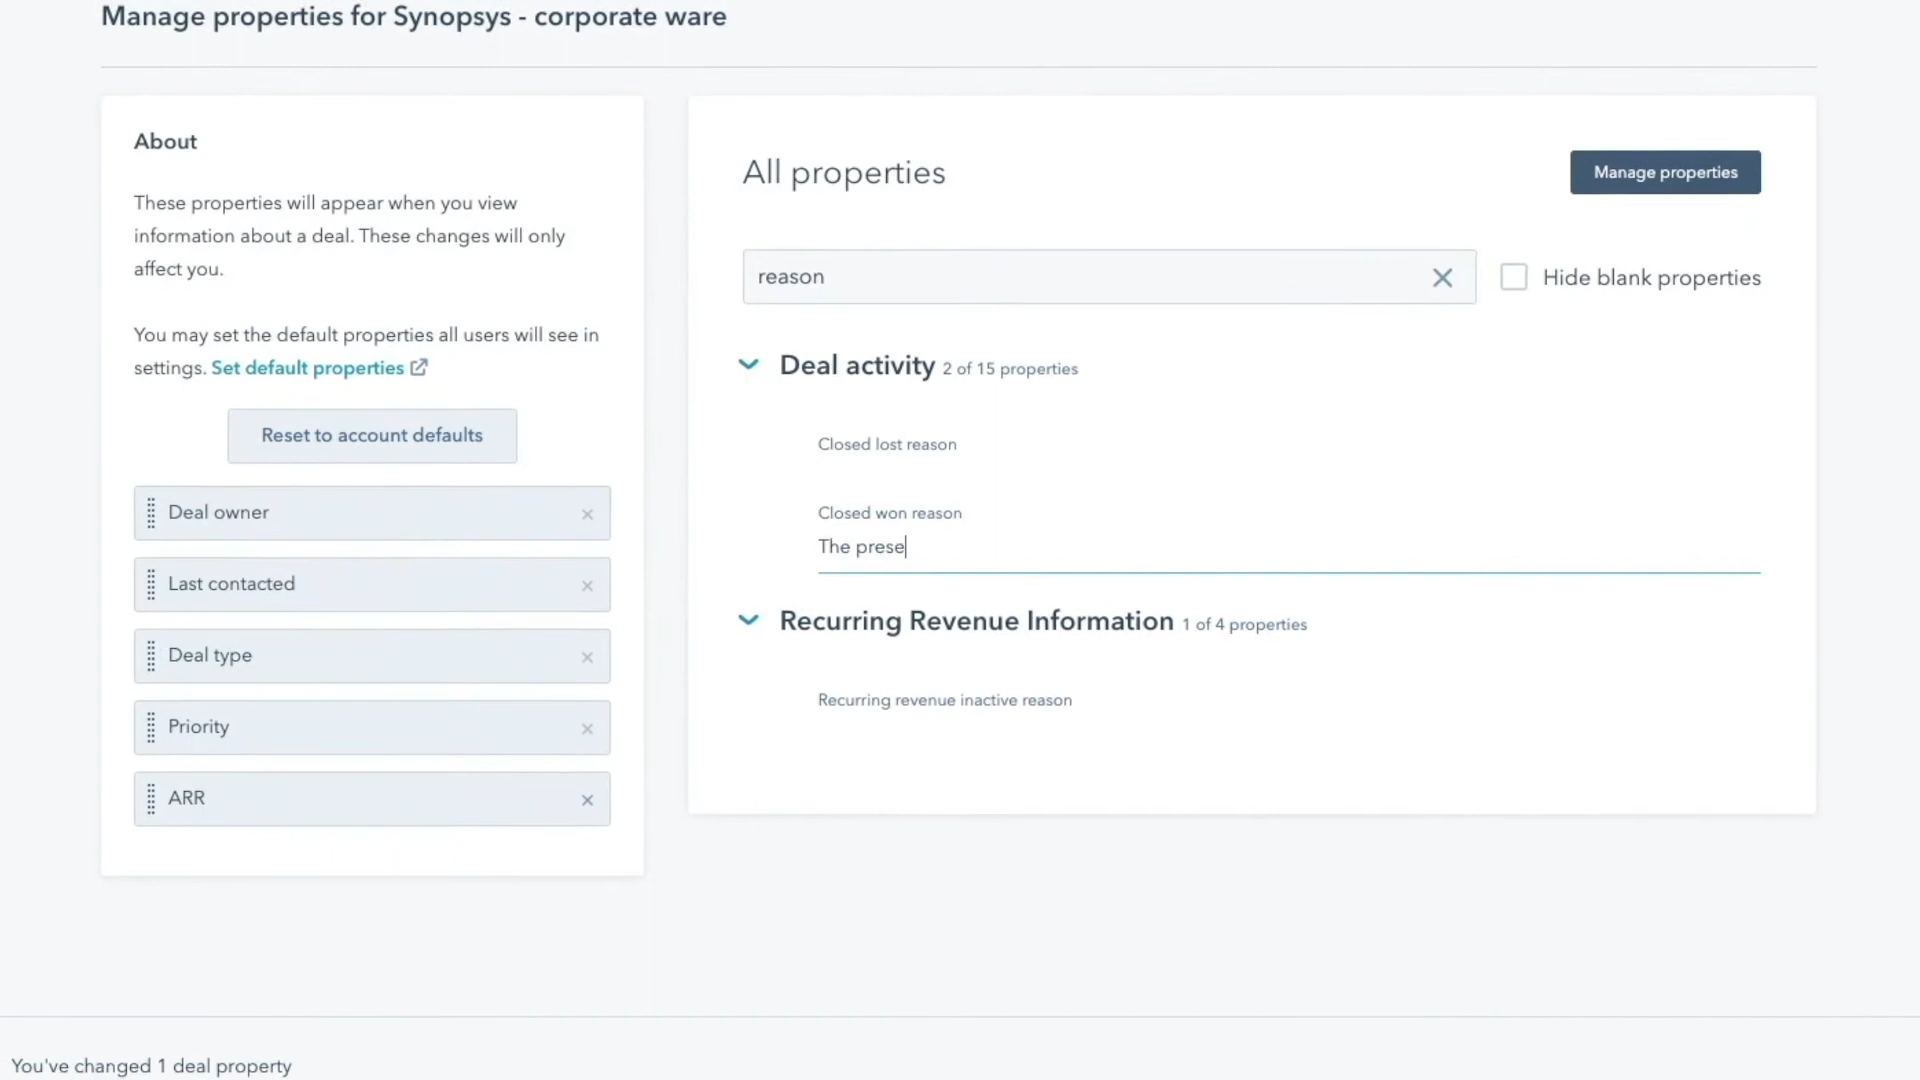 Manage properties for Synopsys - corporate ware
About
These properties will appear when you view
information about a deal. These changes will only
affect you.
You may set the default properties all users will see in
settings. Set default properties
Reset to account defaults
Deal owner
Last contacted
Deal type
Priority
ARR
All properties
Manage properties
reason
Hide blank properties
Deal activity 2 of 15 properties
Closed lost reason
Closed won reason
The prese
Recurring Revenue Information 1 of 4 properties
Recurring revenue inactive reason
You've changed 1 deal property